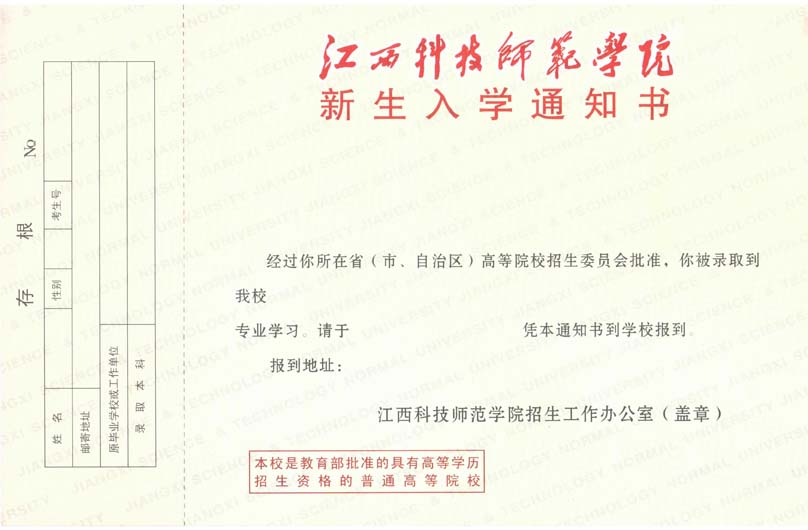 江西科技師範學院
新生入学通知书
经过你所在省（市、自治区）高等院校招生委员会批准，你被录取到
我校
专业学习。请于 凭本通知书到学校报到。
报到地址：
江西科技师范学院招生工作办公室（盖章）
本校是教育部批准的具有高等学历
招生资格的普通高等院校
存根 No
姓名 性别 考生号
邮寄地址
原毕业学校或工作单位
录取本科
JIANGXI SCIENCE & TECHNOLOGY NORMAL UNIVERSITY